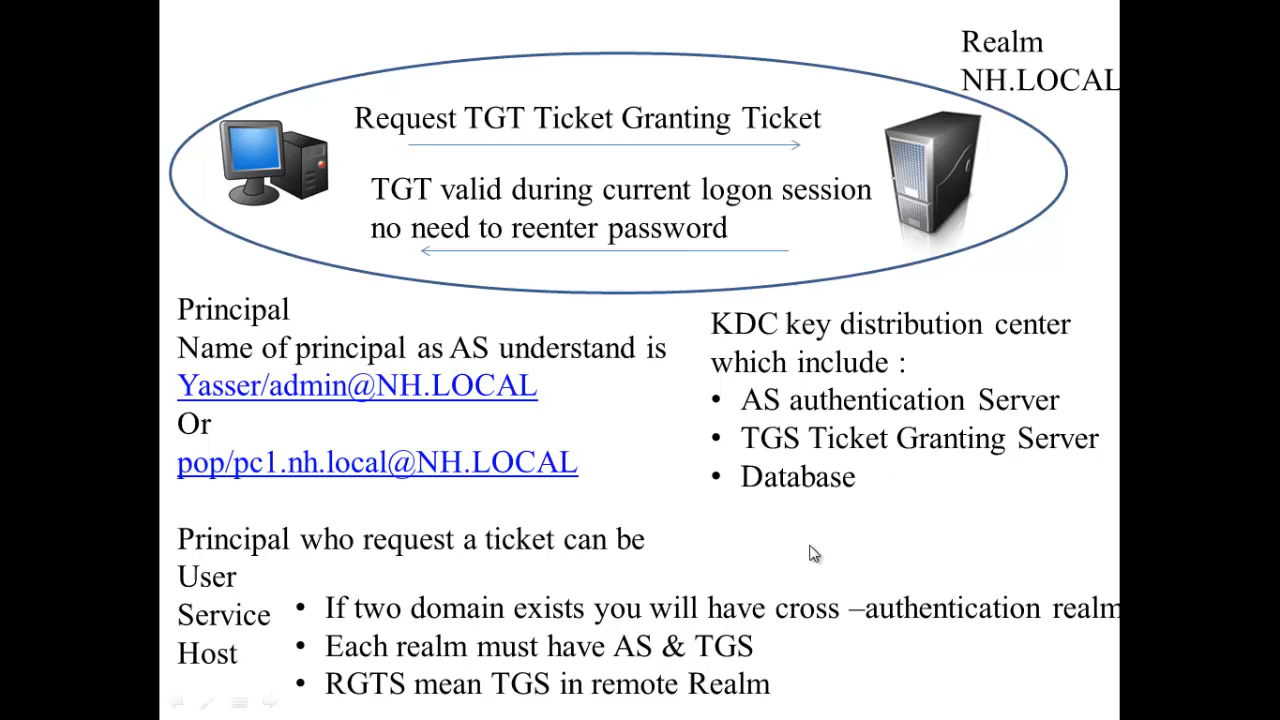 Realm
NH.LOCAL
Request TGT Ticket Granting Ticket
TGT valid during current logon session
no need to reenter password
Principal
Name of principal as AS understand is
Yasser/admin@NH.LOCAL
Or
pop/pc1.nh.local@NH.LOCAL
KDC key distribution center
which include :
• AS authentication Server
• TGS Ticket Granting Server
• Database
Principal who request a ticket can be
User
Service
Host
• If two domain exists you will have cross –authentication realm
• Each realm must have AS & TGS
• RGTS mean TGS in remote Realm